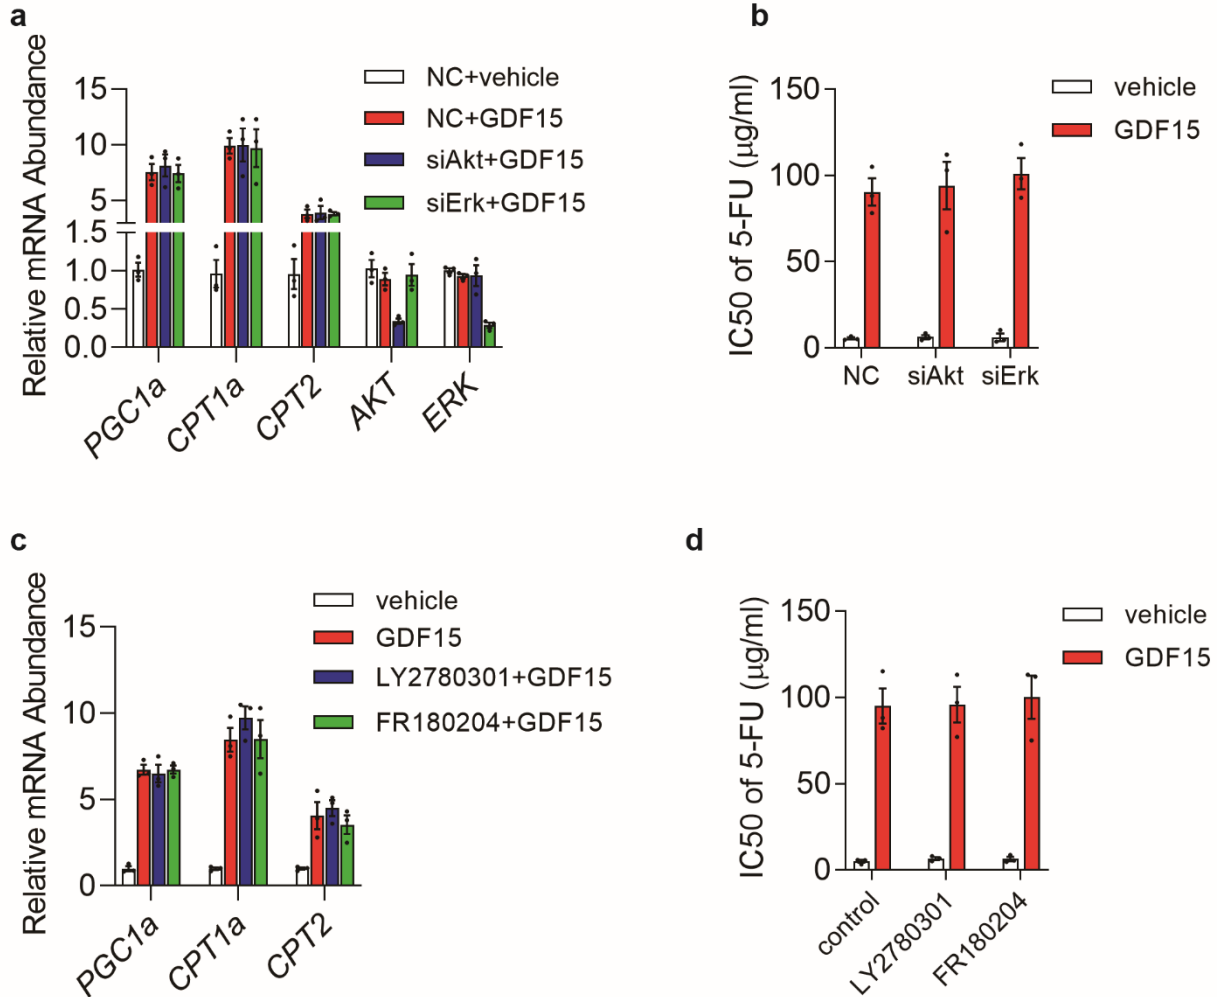 a
Relative mRNA Abundance
15
10
5
1.5
1.0
0.5
0.0
NC+vehicle
NC+GDF15
siAkt+GDF15
siErk+GDF15
PGC1a
CPT1a
CPT2
AKT
ERK
b
IC50 of 5-FU (μg/ml)
150
100
50
0
vehicle
GDF15
NC
siAkt
siErk
c
Relative mRNA Abundance
15
10
5
0
vehicle
GDF15
LY2780301+GDF15
FR180204+GDF15
PGC1a
CPT1a
CPT2
d
IC50 of 5-FU (μg/ml)
150
100
50
0
vehicle
GDF15
control
LY2780301
FR180204